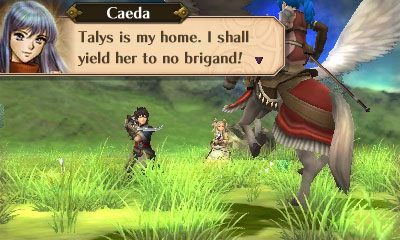 Caeda
Talys is my home. I shall
yield her to no brigand!